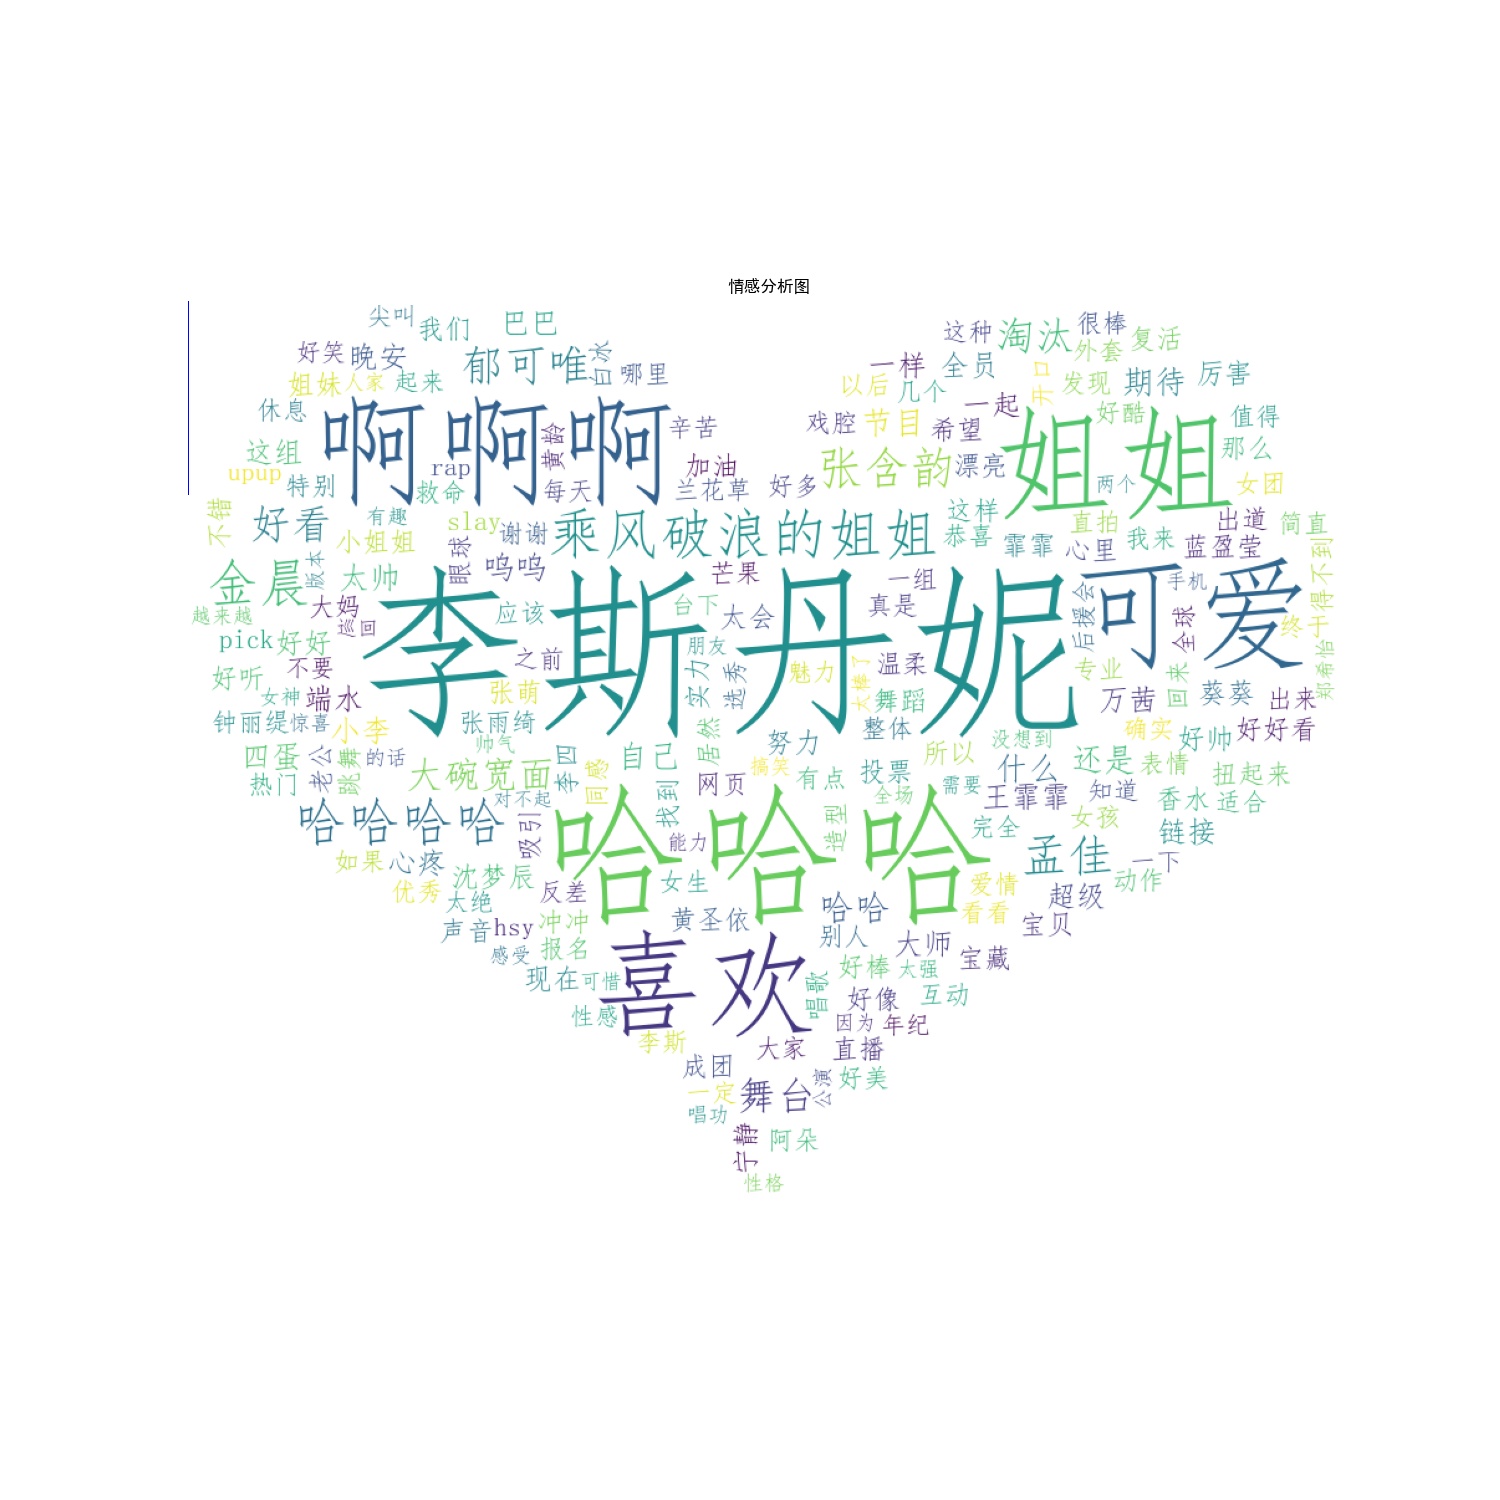 情感分析图
尖叫
我们
巴巴
这种
淘汰
很棒
复活
好笑
晚安
郁可唯
白冰
哪里
一样
全员
外套
厉害
姐妹
人家
起来
以后
几个
开口
发现
期待
休息
啊啊啊
黄龄
辛苦
戏腔
节目
希望
一起
姐姐
好酷
值得
这组
upup
特别
rap
救命
每天
加油
兰花草
好多
张含韵
漂亮
两个
那么
女团
不错
好看
有趣
小姐姐
slay
谢谢
乘风破浪的姐姐
这样
恭喜
霏霏
直拍
心里
我来
出道
蓝盈莹
简直
终于得不到
金晨
版本
太帅
眼球
呜呜
芒果
一组
可爱
手机
越来越
大妈
李斯丹妮
应该
台下
太会
真是
后援会
全球
pick
好好
之前
朋友
好听
不要
女神
端水
张萌
实力
选秀
魅力
太棒了
温柔
专业
万茜
回来
葵葵
出来
郑希怡
钟丽缇
惊喜
小李
张雨绮
舞蹈
整体
确实
好帅
好好看
四蛋
热门
老公
跳舞
的话
帅气
大碗宽面
李四
同感
自己
居然
努力
网页
搞笑
有点
投票
所以
没想到
什么
还是
表情
扭起来
哈哈哈哈
对不起
吸引
找到
哈哈哈
造型
全场
需要
王霏霏
知道
香水
适合
女孩
链接
如果
心疼
能力
完全
孟佳
一下
优秀
沈梦辰
太绝
反差
女生
爱情
超级
动作
声音
hsy
冲冲
黄圣依
哈哈
看看
宝贝
感受
报名
喜欢
别人
大师
宝藏
现在
可惜
好棒
太强
性感
唱歌
好像
互动
李斯
因为
年纪
成团
大家
直播
一定
舞台
公演
好美
唱功
宁静
阿朵
性格